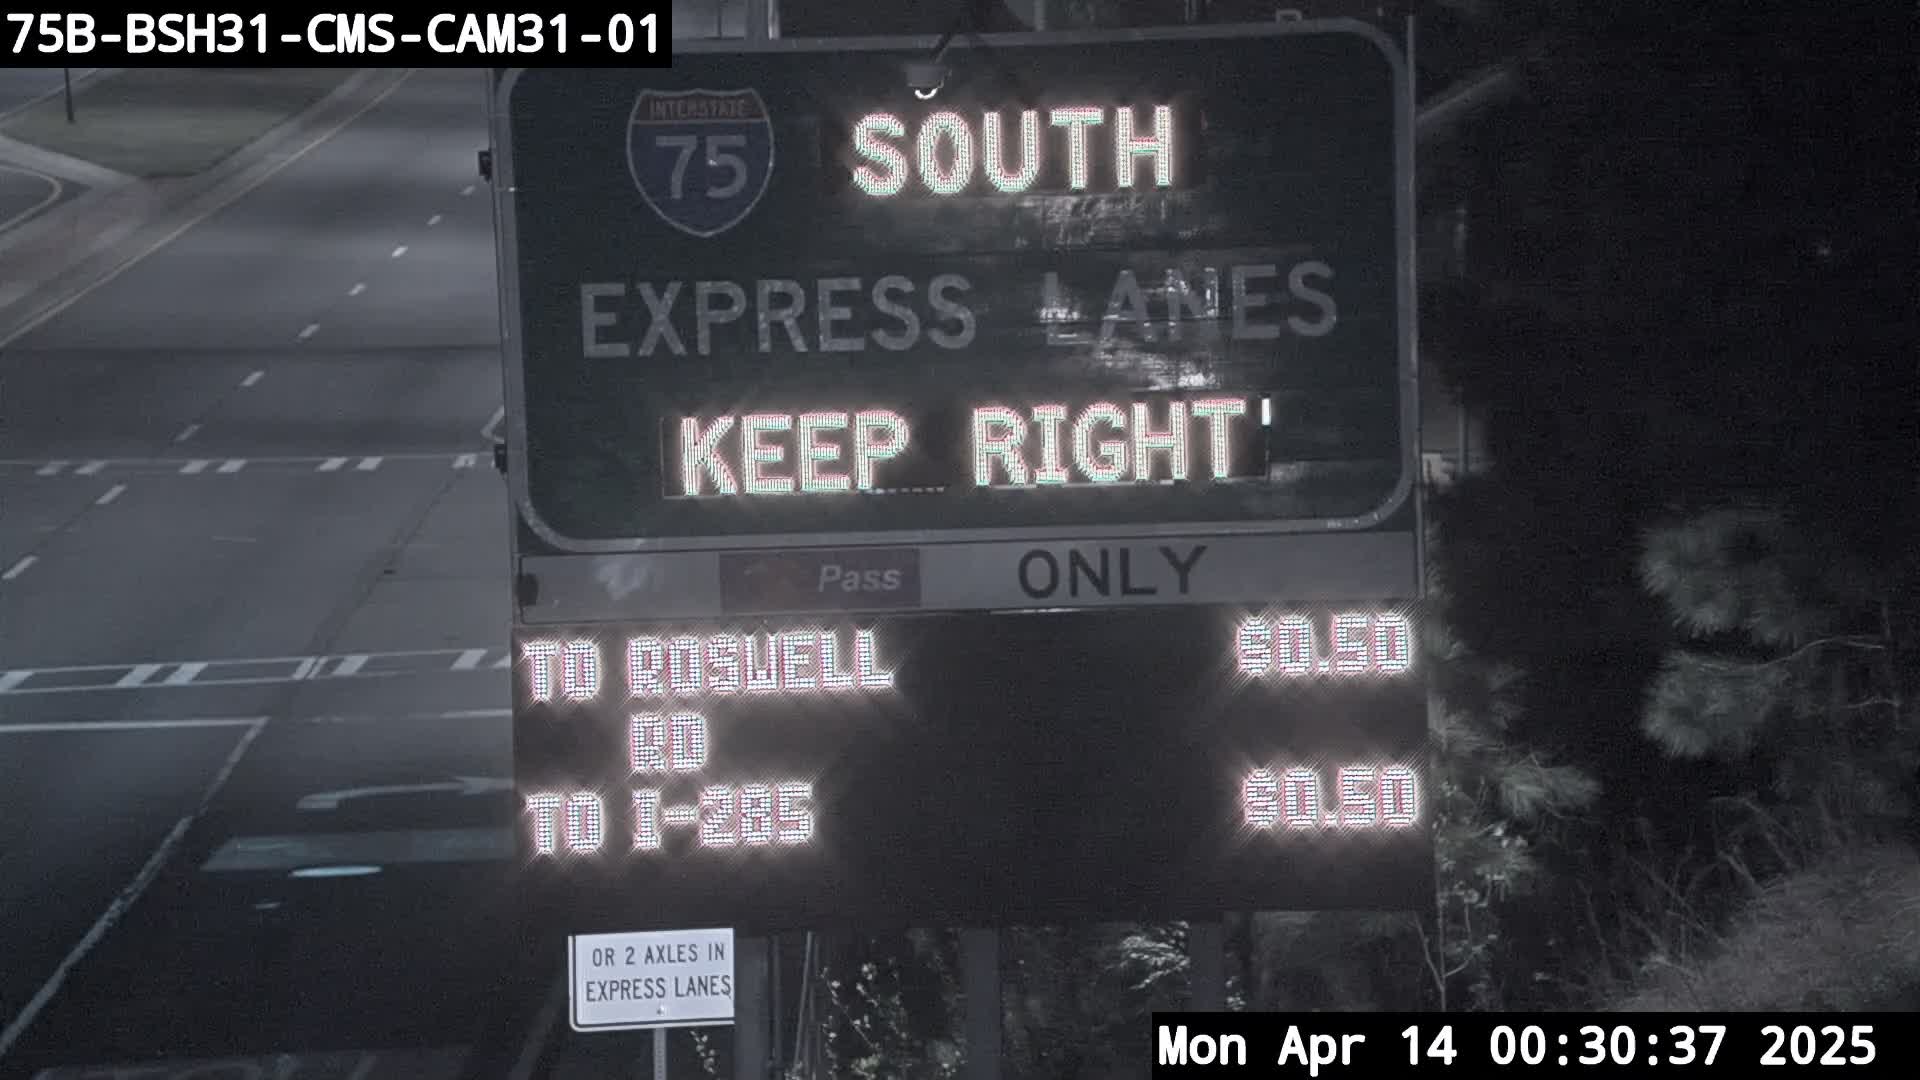 75B-BSH31-CMS-CAM31-01
INTERSTATE
75
SOUTH
EXPRESS LANES
KEEP RIGHT
Pass ONLY
TO ROSWELL $0.50
RD
TO I-285 $0.50
OR 2 AXLES IN
EXPRESS LANES
Mon Apr 14 00:30:37 2025